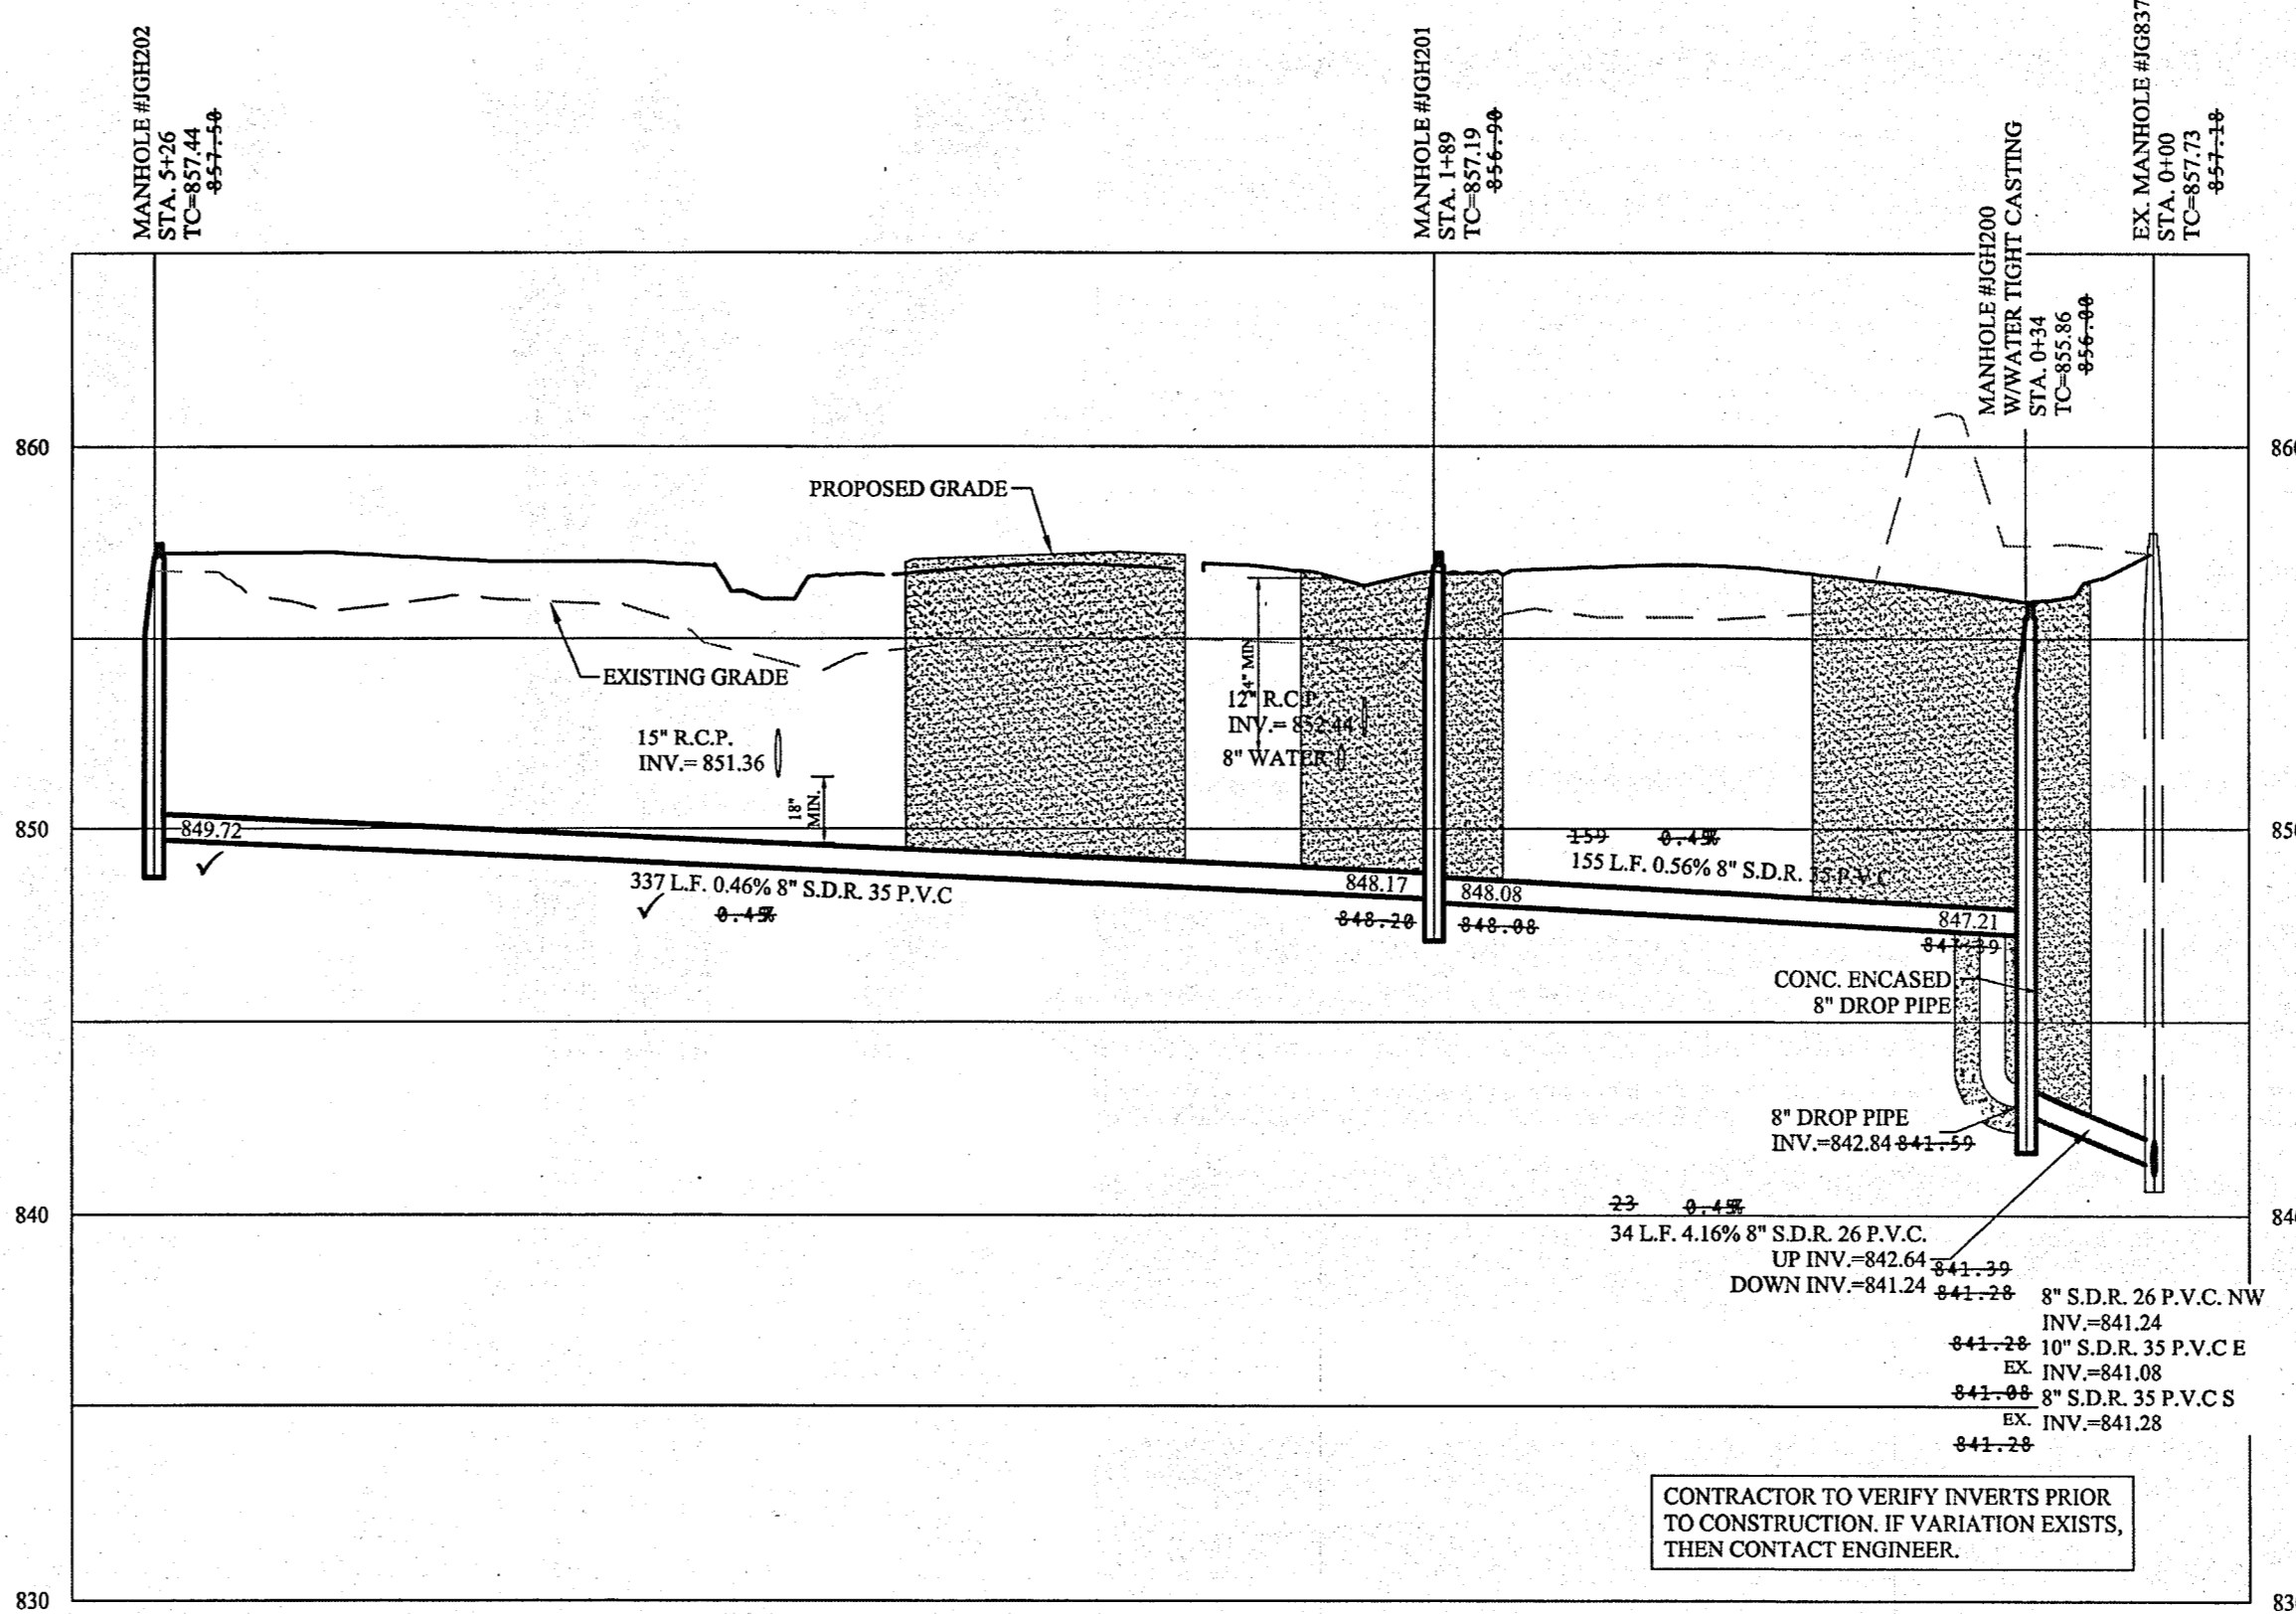 MANHOLE #JGH202
STA. 5+26
TC=857.44
857.50
MANHOLE #JGH201
STA. 1+89
TC=857.19
856.90
MANHOLE #JGH200
W/WATER TIGHT CASTING
STA. 0+34
TC=855.86
856.00
EX. MANHOLE #JG837
STA. 0+00
TC=857.73
857.18
860
860
PROPOSED GRADE
EXISTING GRADE
15" R.C.P.
INV.= 851.36
18"
MIN.
12" R.C.P.
INV.= 852.44
8" WATER
MIN
850
849.72
337 L.F. 0.46% 8" S.D.R. 35 P.V.C
0.45%
848.17
848.20
848.08
848.08
159 0.45%
155 L.F. 0.56% 8" S.D.R. 35 P.V.C
847.21
847.39
CONC. ENCASED
8" DROP PIPE
8" DROP PIPE
INV.=842.84 841.59
840
23 0.45%
34 L.F. 4.16% 8" S.D.R. 26 P.V.C.
UP INV.=842.64 841.39
DOWN INV.=841.24 841.28
8" S.D.R. 26 P.V.C. NW
INV.=841.24
841.28 10" S.D.R. 35 P.V.C E
EX. INV.=841.08
841.08 8" S.D.R. 35 P.V.C S
EX. INV.=841.28
841.28
CONTRACTOR TO VERIFY INVERTS PRIOR
TO CONSTRUCTION. IF VARIATION EXISTS,
THEN CONTACT ENGINEER.
830